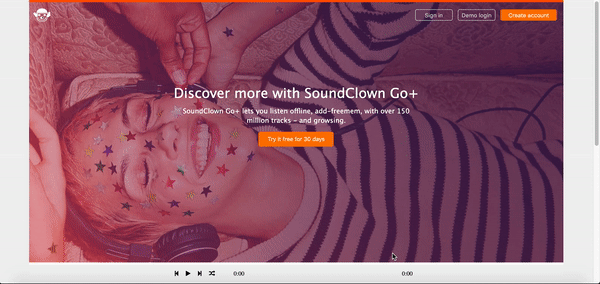 Sign in
Demo login
Create account
Discover more with SoundClown Go+
SoundClown Go+ lets you listen offline, add-freemem, with over 150
million tracks – and growsing.
Try it free for 30 days
0:00
0:00